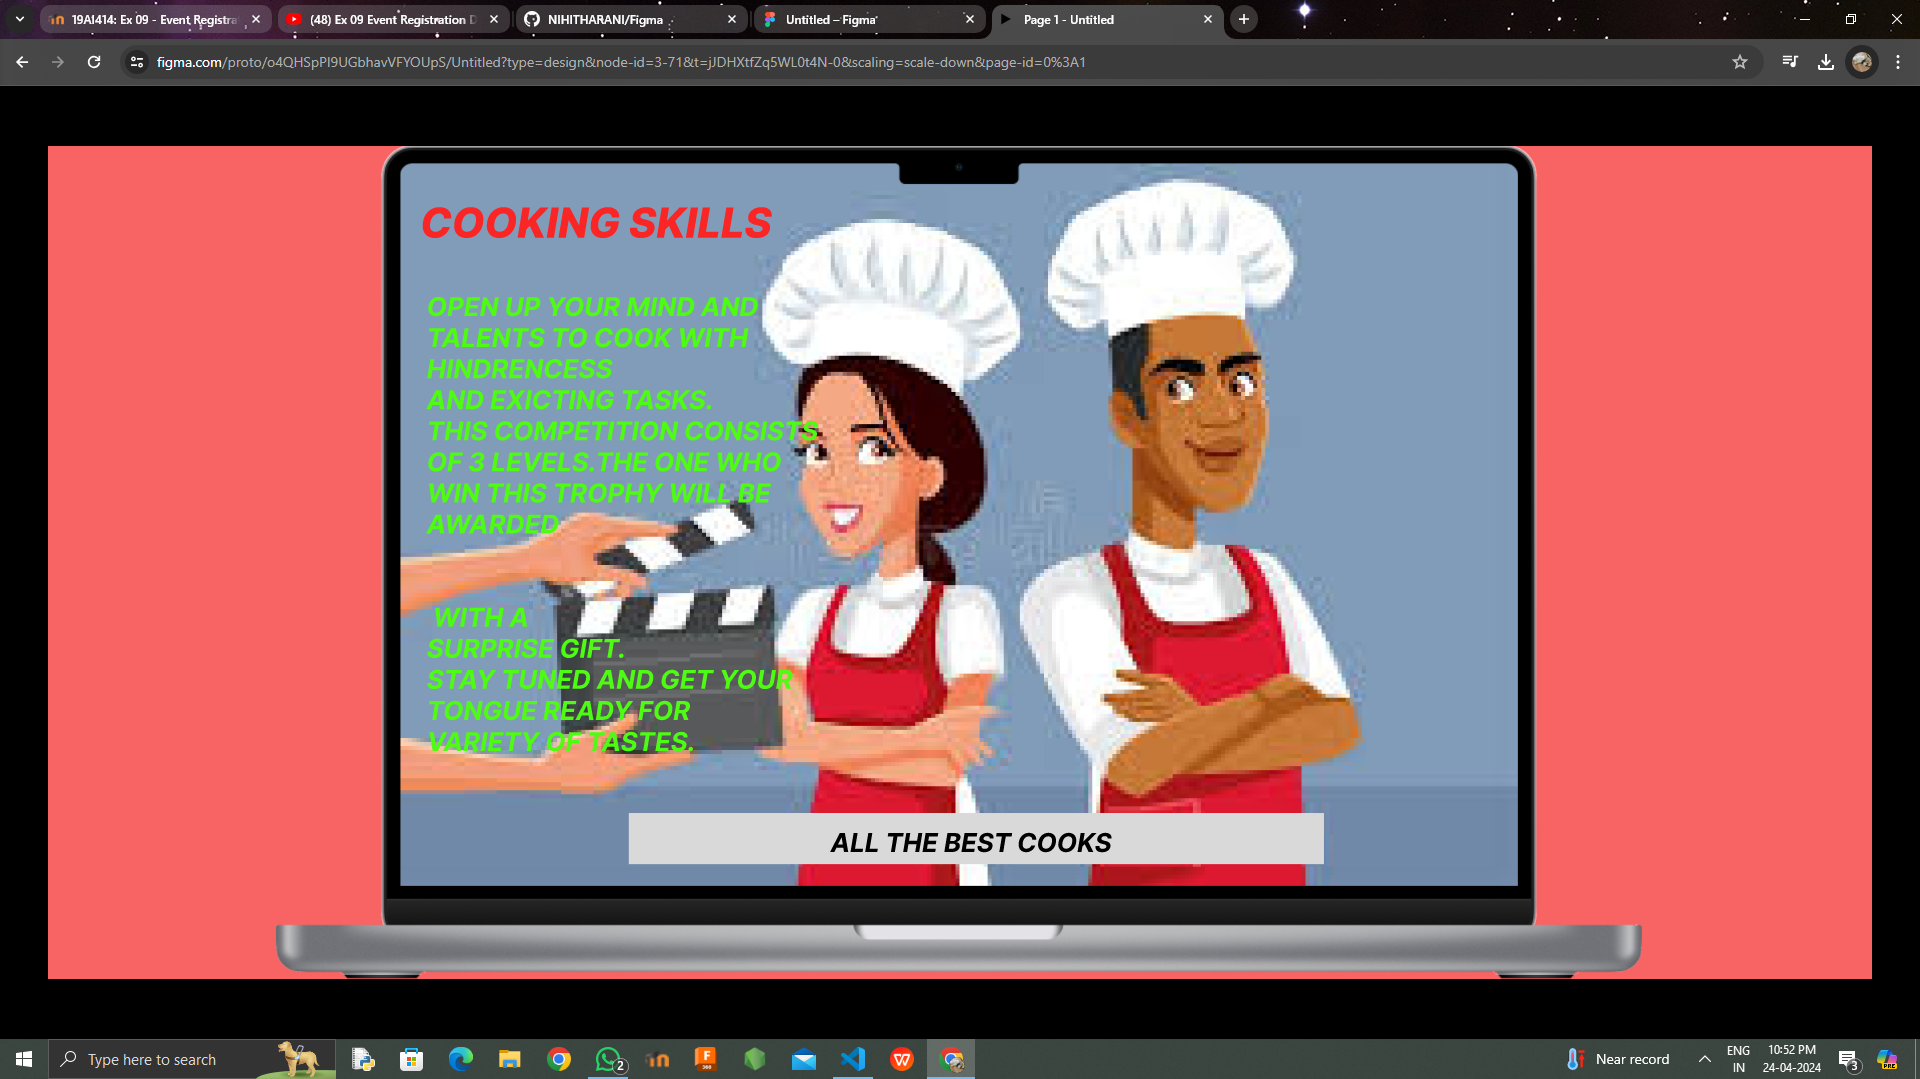 19AI414: Ex 09 - Event Registra
(48) Ex 09 Event Registration D
NIHITHARANI/Figma
Untitled – Figma
Page 1 - Untitled
figma.com/proto/o4QHSpPI9UGbhavVFYOUpS/Untitled?type=design&node-id=3-71&t=jJDHXtfZq5WL0t4N-0&scaling=scale-down&page-id=0%3A1
COOKING SKILLS
OPEN UP YOUR MIND AND
TALENTS TO COOK WITH
HINDRENCESS
AND EXICTING TASKS.
THIS COMPETITION CONSISTS
OF 3 LEVELS.THE ONE WHO
WIN THIS TROPHY WILL BE
AWARDED
WITH A
SURPRISE GIFT.
STAY TUNED AND GET YOUR
TONGUE READY FOR
VARIETY OF TASTES.
ALL THE BEST COOKS
Type here to search
2
F
360
W
Near record
ENG
IN
10:52 PM
24-04-2024
3
PRE